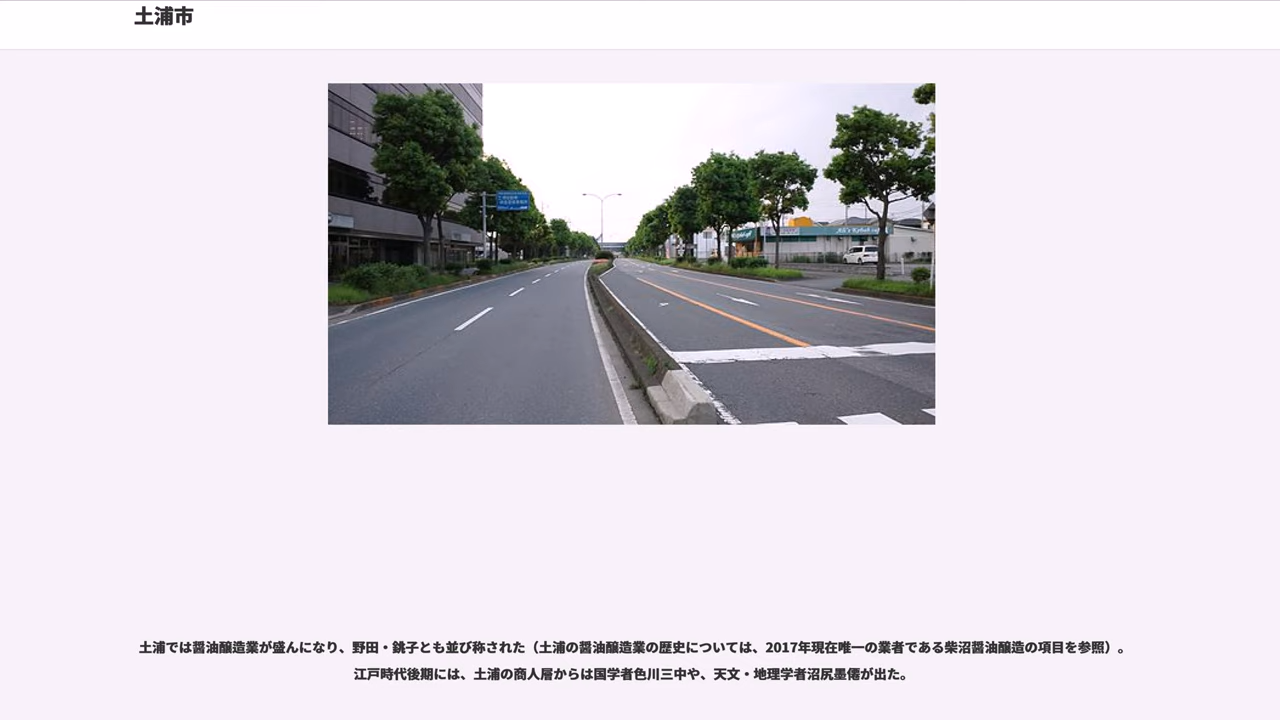 土浦市
土浦では醤油醸造業が盛んになり、野田・銚子とも並び称された（土浦の醤油醸造業の歴史については、2017年現在唯一の業者である柴沼醤油醸造の項目を参照）。
江戸時代後期には、土浦の商人層からは国学者色川三中や、天文・地理学者沼尻墨僊が出た。